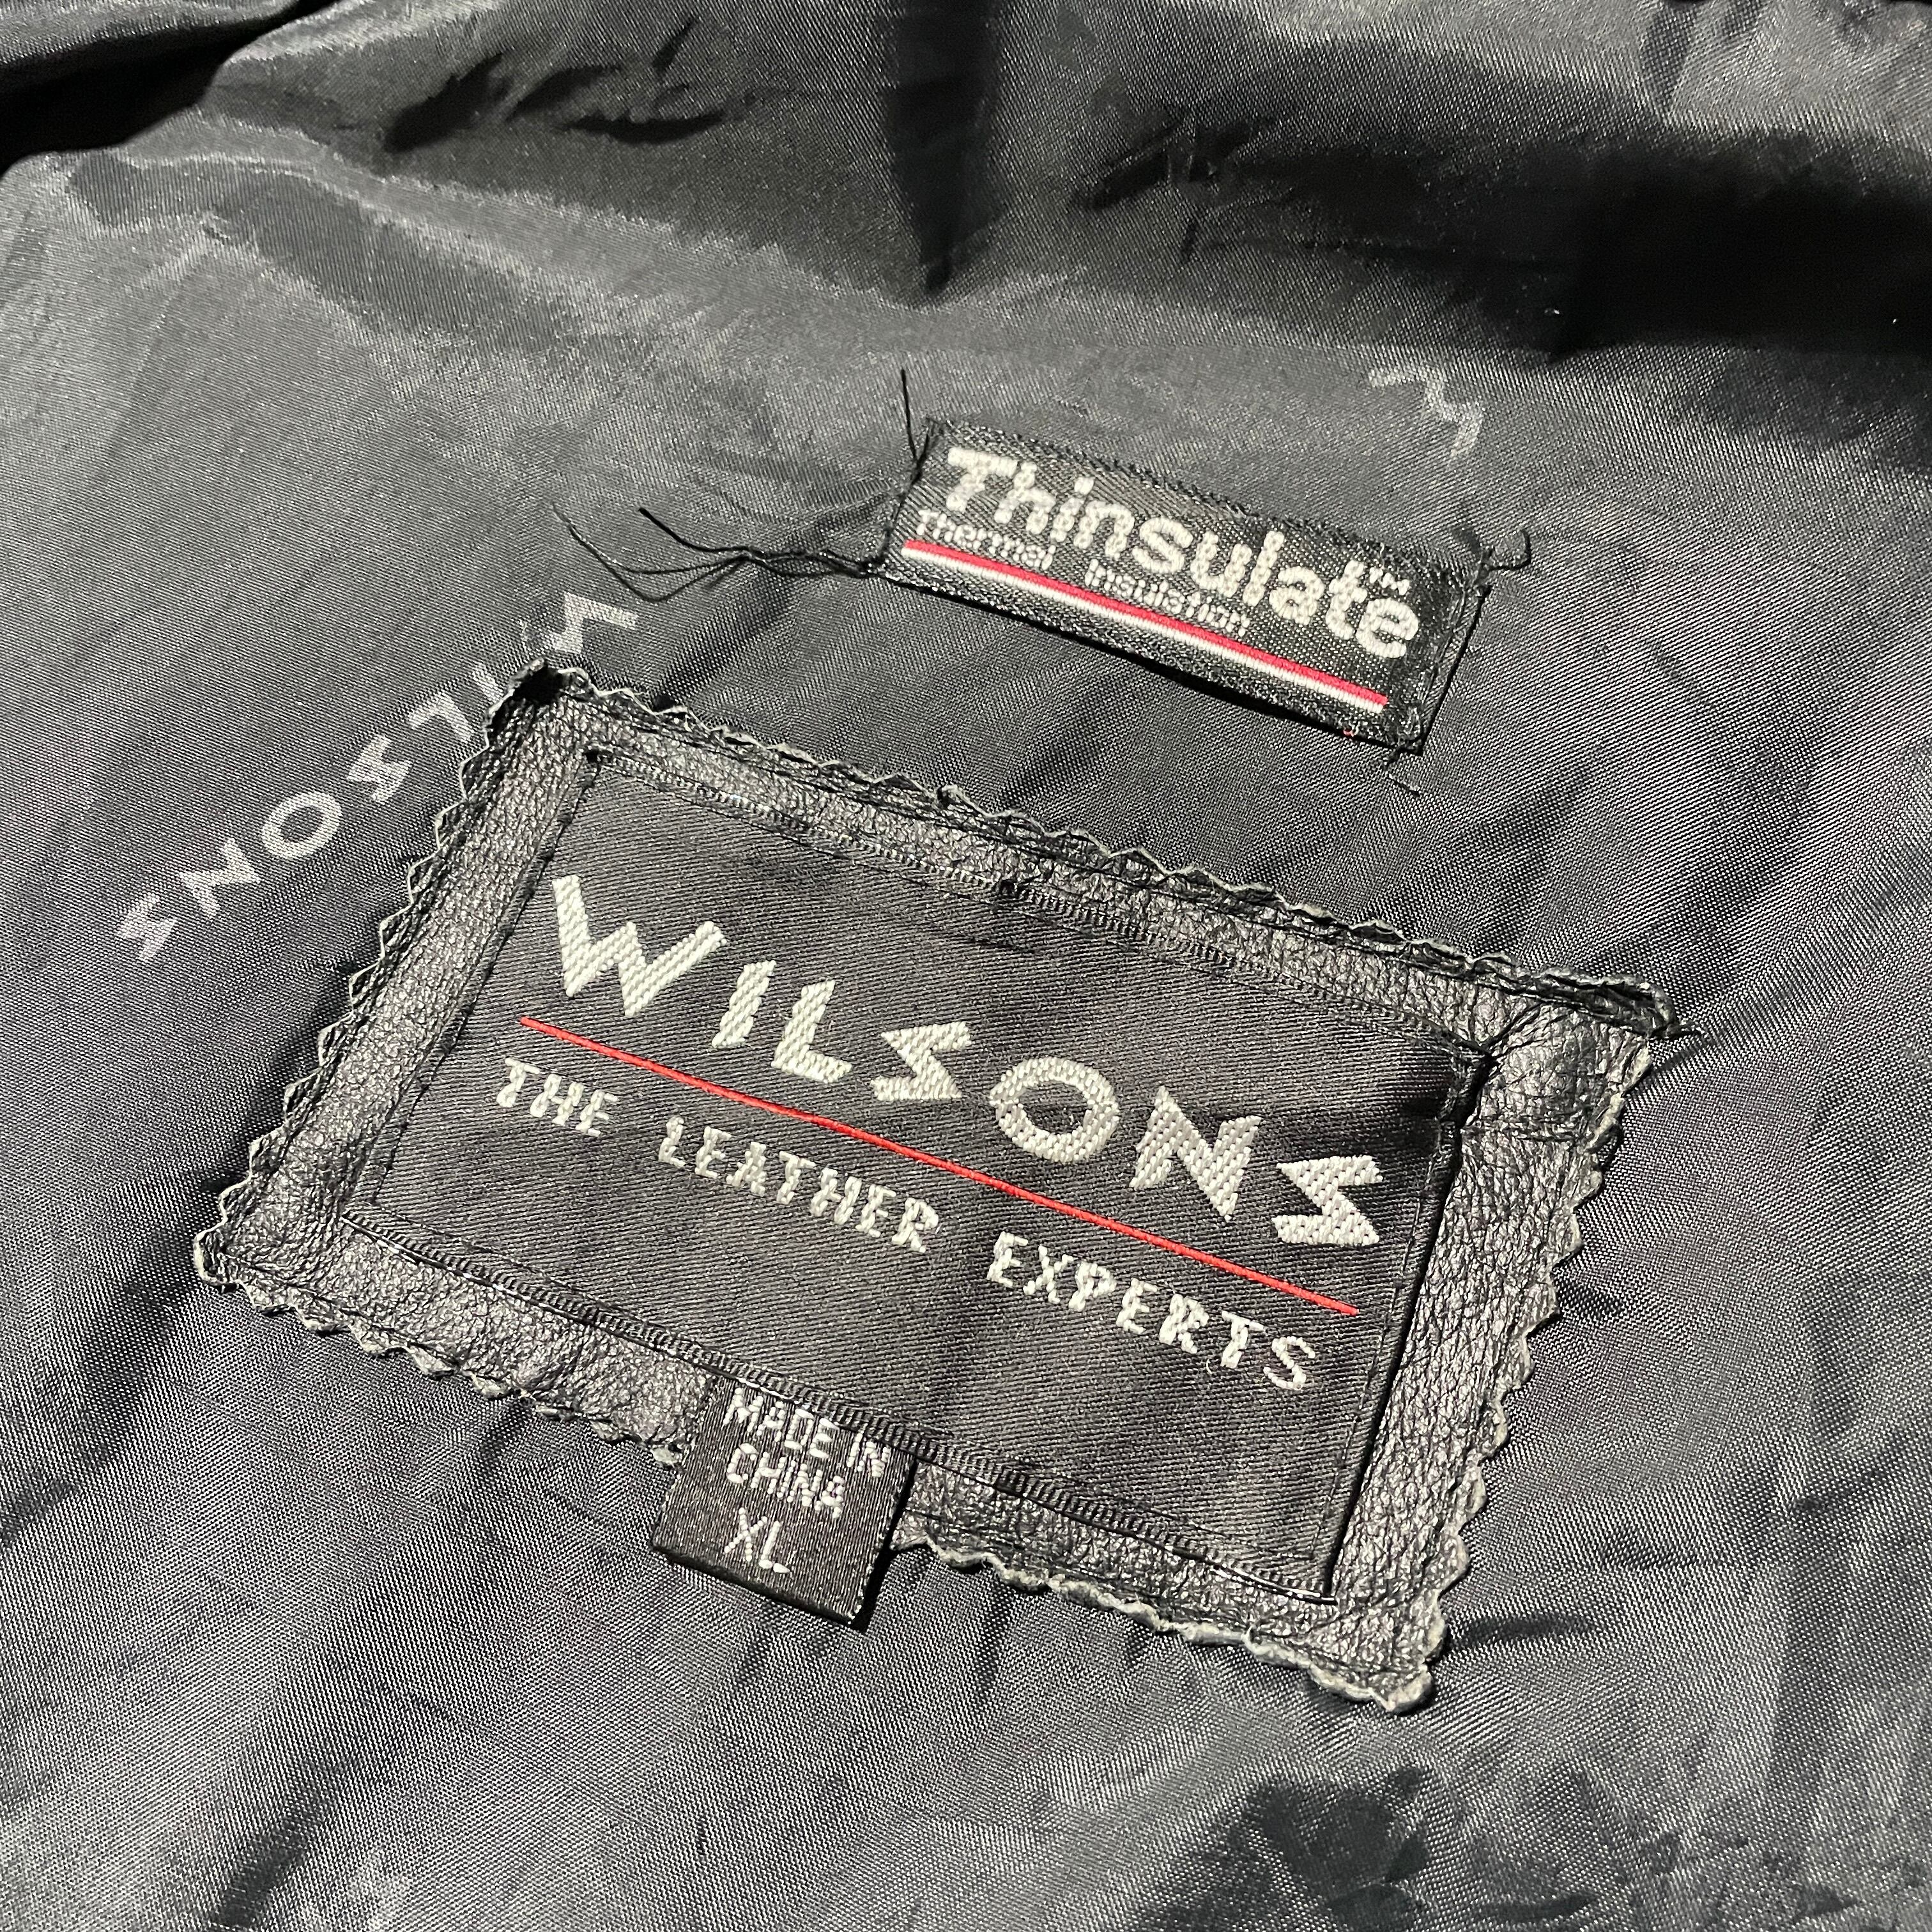 Thinsulate™
Thermal Insulation
WILSONS
WILSONS
THE LEATHER EXPERTS
MADE IN
CHINA
XL